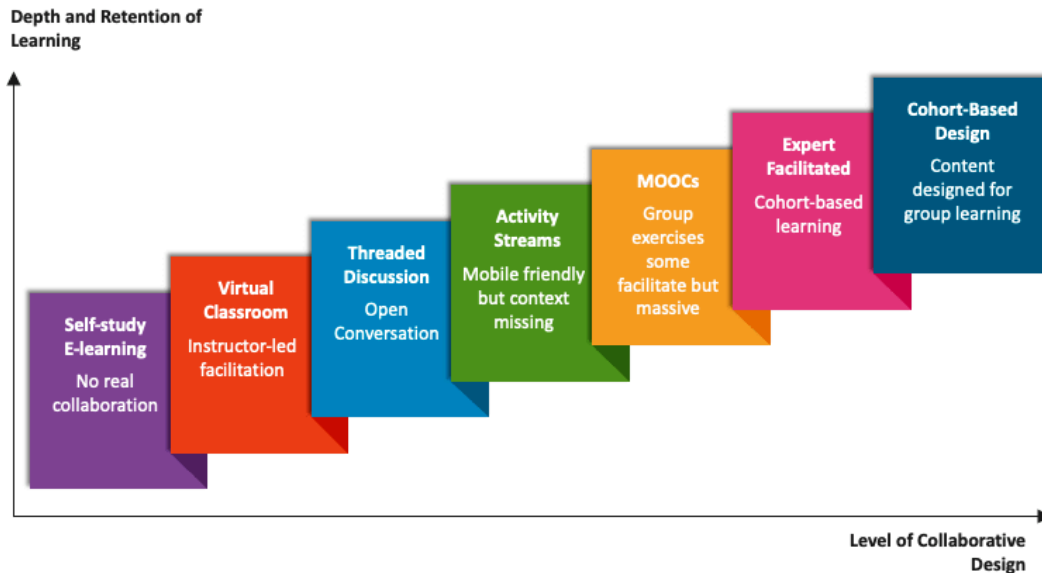 Depth and Retention of
Learning
Self-study
E-learning
No real
collaboration
Virtual
Classroom
Instructor-led
facilitation
Threaded
Discussion
Open
Conversation
Activity
Streams
Mobile friendly
but context
missing
MOOCs
Group
exercises
some
facilitate but
massive
Expert
Facilitated
Cohort-based
learning
Cohort-Based
Design
Content
designed for
group learning
Level of Collaborative
Design